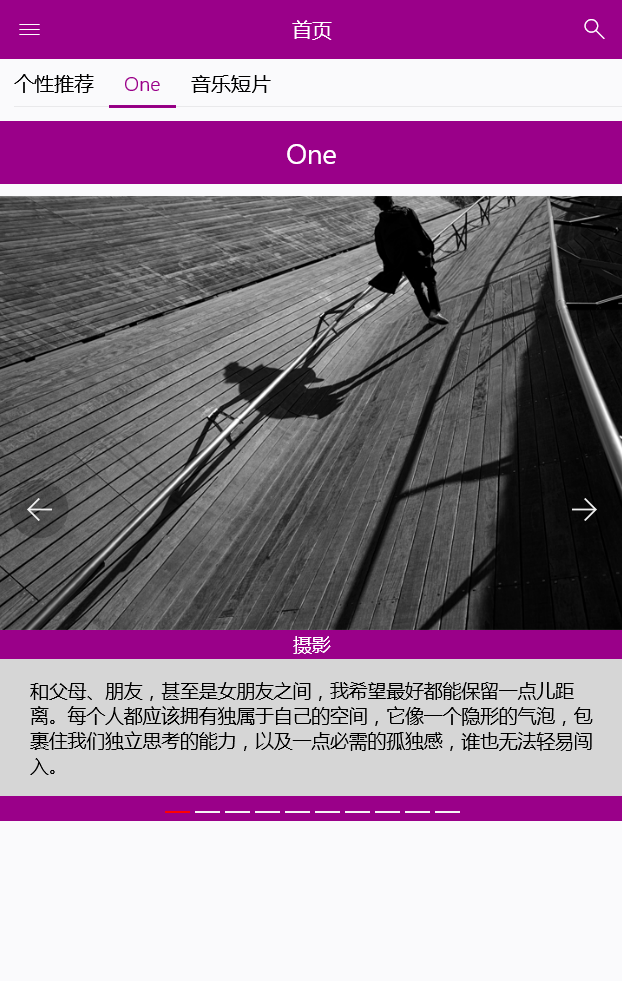 首页
个性推荐 One 音乐短片
One
摄影
和父母、朋友，甚至是女朋友之间，我希望最好都能保留一点儿距
离。每个人都应该拥有独属于自己的空间，它像一个隐形的气泡，包
裹住我们独立思考的能力，以及一点必需的孤独感，谁也无法轻易闯
入。